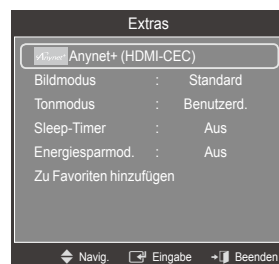 Extras
Anynet+ Anynet+ (HDMI-CEC)
Bildmodus : Standard
Tonmodus : Benutzerd.
Sleep-Timer : Aus
Energiesparmod. : Aus
Zu Favoriten hinzufügen
Navig. Eingabe Beenden